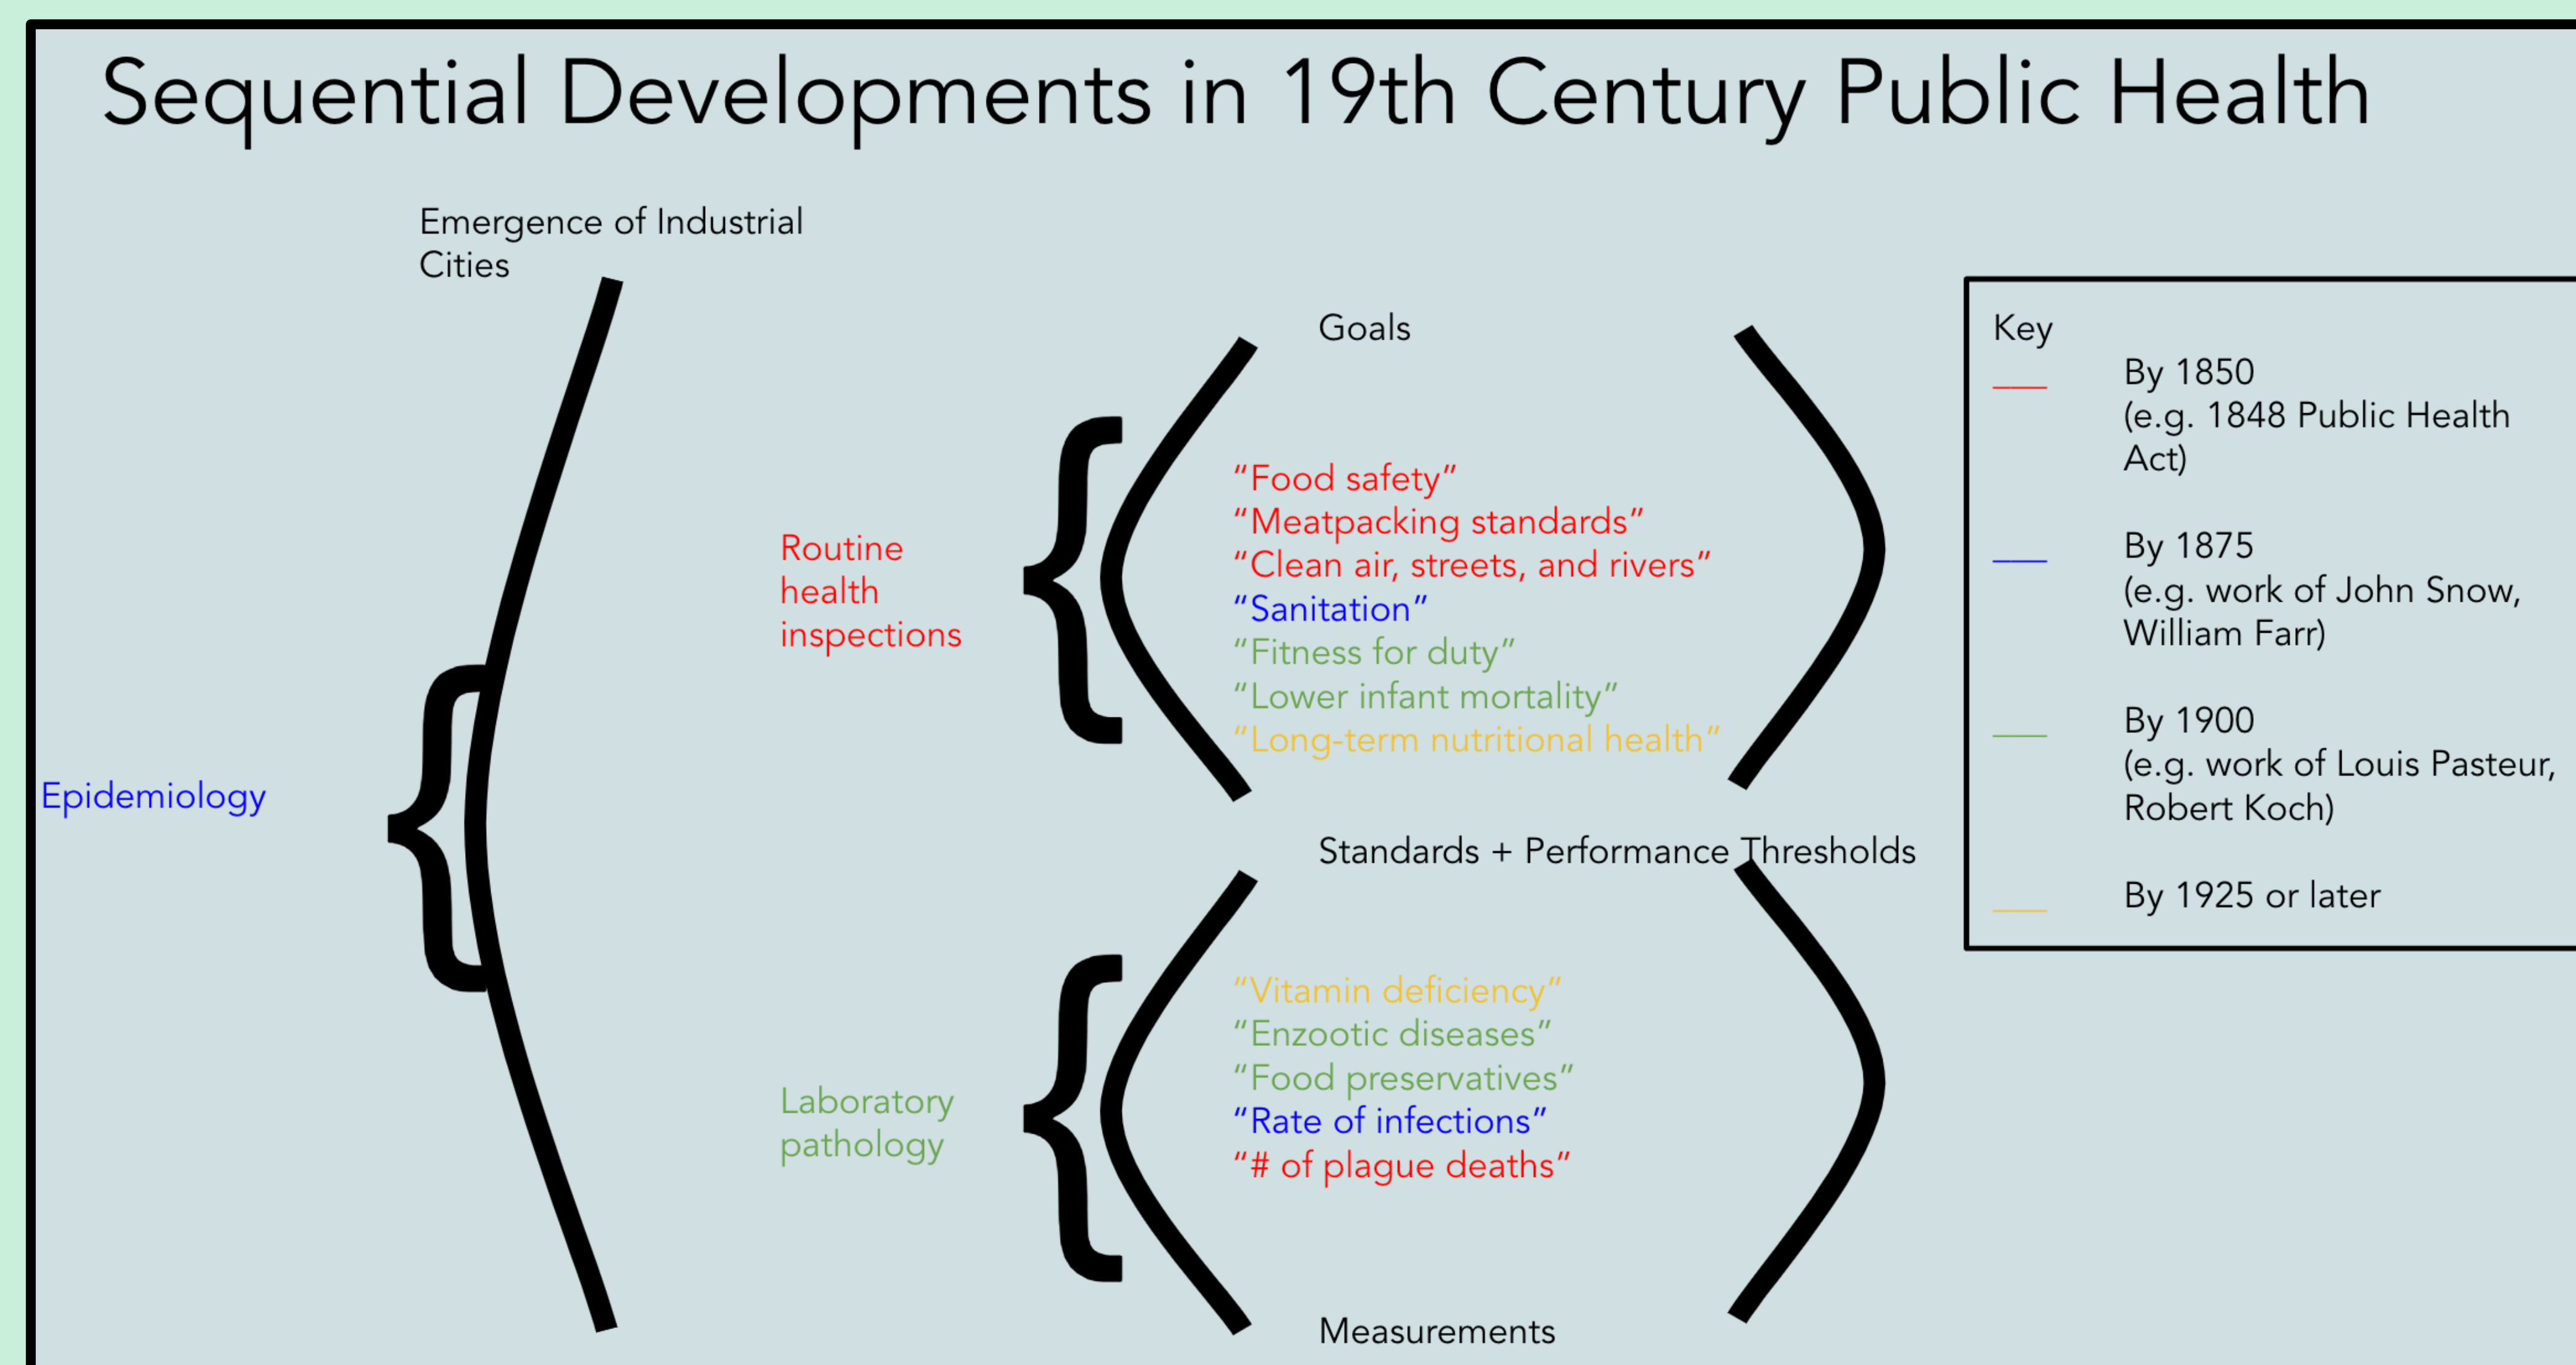 Sequential Developments in 19th Century Public Health
Emergence of Industrial
Cities
Epidemiology
Routine
health
inspections
Laboratory
pathology
Goals
“Food safety”
“Meatpacking standards”
“Clean air, streets, and rivers”
“Sanitation”
“Fitness for duty”
“Lower infant mortality”
“Long-term nutritional health”
Standards + Performance Thresholds
“Vitamin deficiency”
“Enzootic diseases”
“Food preservatives”
“Rate of infections”
“# of plague deaths”
Measurements
Key
By 1850
(e.g. 1848 Public Health
Act)
By 1875
(e.g. work of John Snow,
William Farr)
By 1900
(e.g. work of Louis Pasteur,
Robert Koch)
By 1925 or later